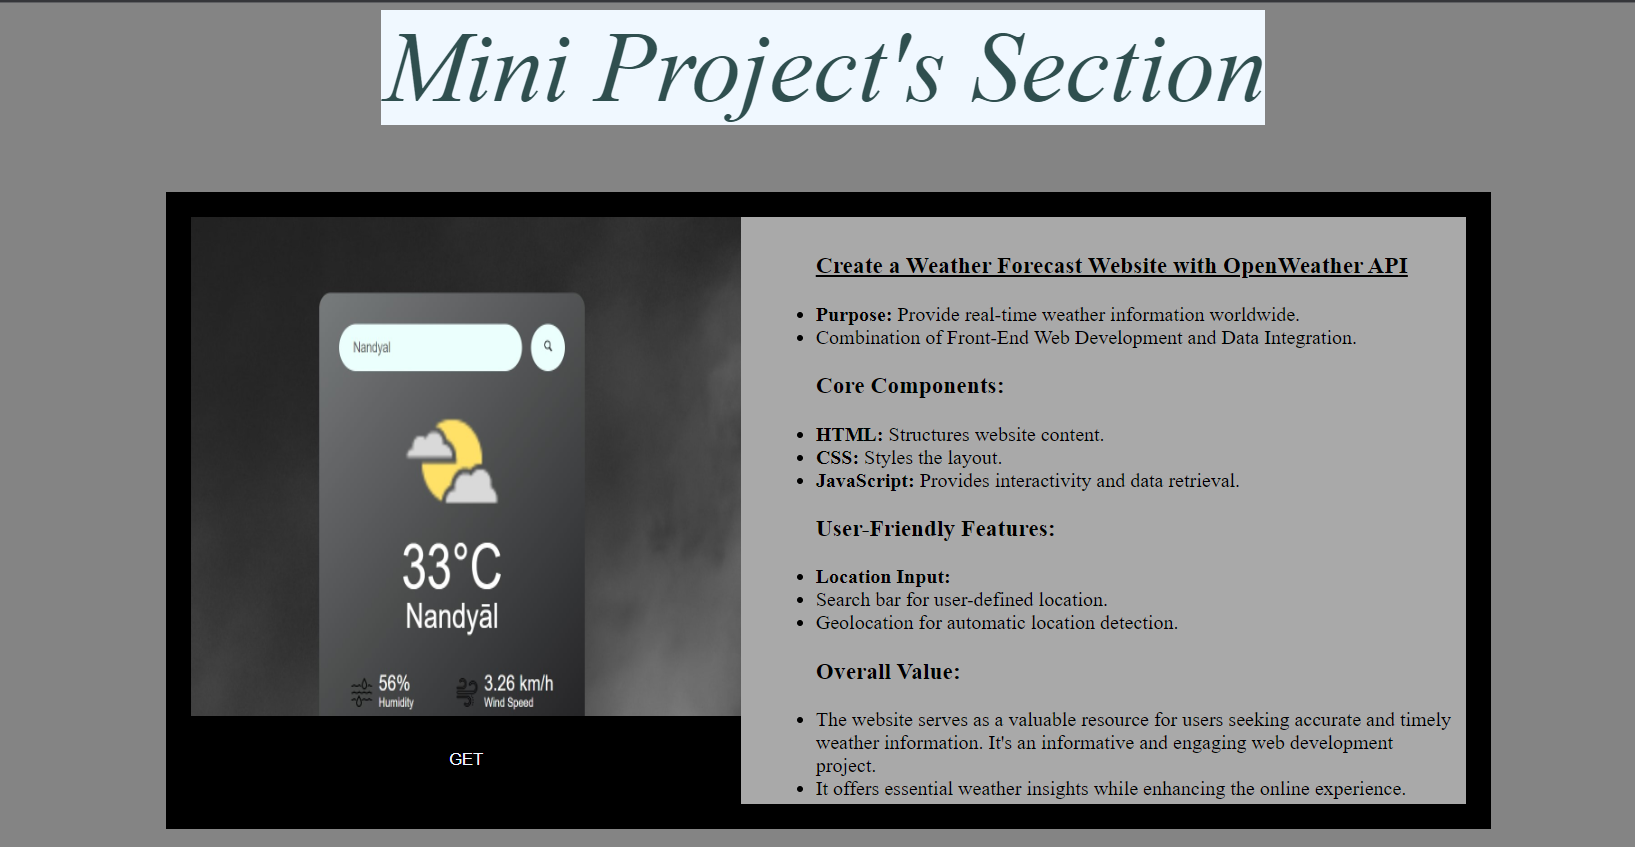 Mini Project's Section
Nandyal
33°C
Nandyāl
56%
Humidity
3.26 km/h
Wind Speed
GET
Create a Weather Forecast Website with OpenWeather API
Purpose: Provide real-time weather information worldwide.
Combination of Front-End Web Development and Data Integration.
Core Components:
HTML: Structures website content.
CSS: Styles the layout.
JavaScript: Provides interactivity and data retrieval.
User-Friendly Features:
Location Input:
Search bar for user-defined location.
Geolocation for automatic location detection.
Overall Value:
The website serves as a valuable resource for users seeking accurate and timely
weather information. It's an informative and engaging web development
project.
It offers essential weather insights while enhancing the online experience.